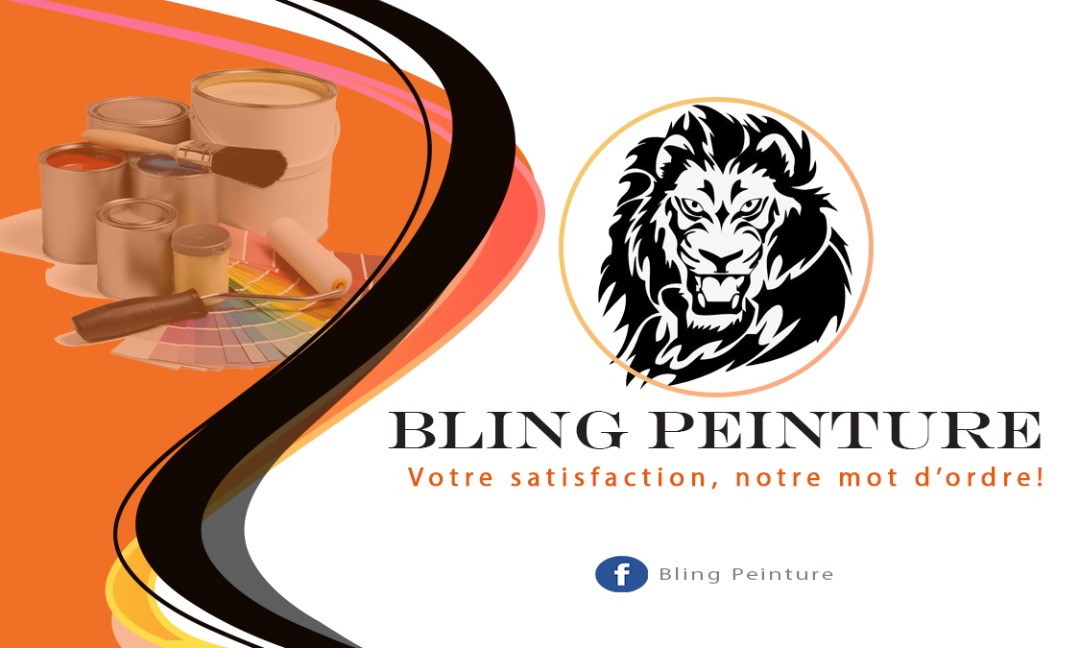 BLING PEINTURE
Votre satisfaction, notre mot d’ordre!
f Bling Peinture